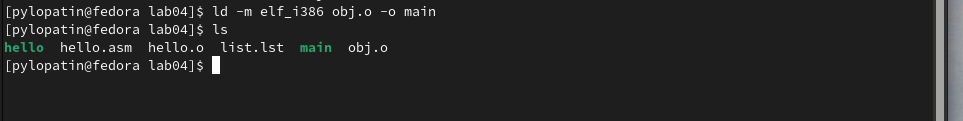 [pylopatin@fedora lab04]$ ld -m elf_i386 obj.o -o main
[pylopatin@fedora lab04]$ ls
hello  hello.asm  hello.o  list.lst  main  obj.o
[pylopatin@fedora lab04]$